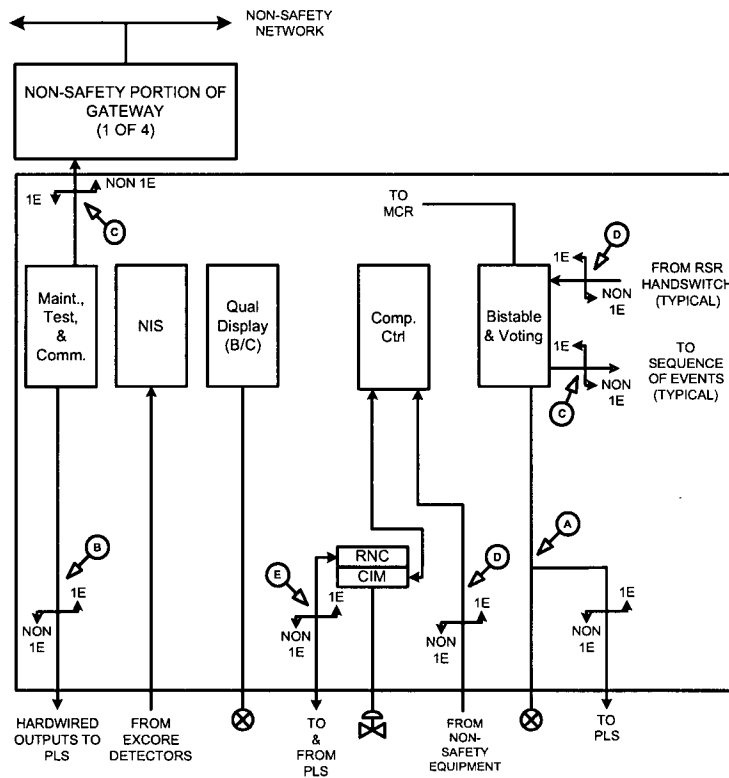 NON-SAFETY
NETWORK
NON-SAFETY PORTION OF
GATEWAY
(1 OF 4)
1E
NON 1E
C
TO
MCR
D
1E
NON
1E
FROM RSR
HANDSWITCH
(TYPICAL)
Maint.,
Test,
&
Comm.
NIS
Qual
Display
(B/C)
Comp.
Ctrl
Bistable
& Voting
1E
NON
1E
C
TO
SEQUENCE
OF EVENTS
(TYPICAL)
B
1E
NON
1E
E
1E
NON
1E
RNC
CIM
D
1E
NON
1E
A
1E
NON
1E
HARDWIRED
OUTPUTS TO
PLS
FROM
EXCORE
DETECTORS
TO
&
FROM
PLS
FROM
NON-
SAFETY
EQUIPMENT
TO
PLS